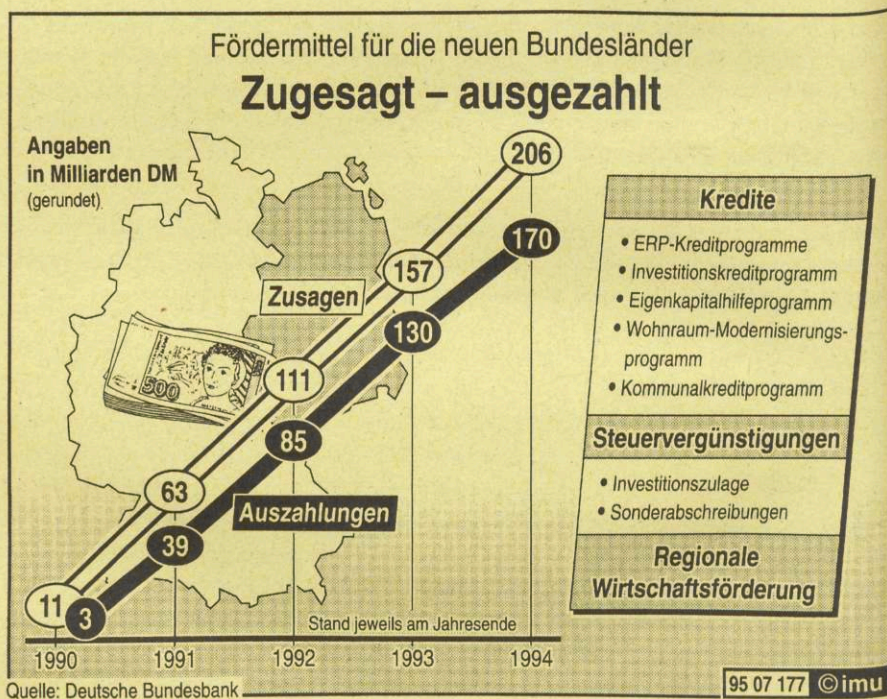 Fördermittel für die neuen Bundesländer
Zugesagt – ausgezahlt
Angaben
in Milliarden DM
(gerundet)
206
170
157
Zusagen
130
111
500
85
63
Auszahlungen
39
11
3
Stand jeweils am Jahresende
1990 1991 1992 1993 1994
Kredite
• ERP-Kreditprogramme
• Investitionskreditprogramm
• Eigenkapitalhilfeprogramm
• Wohnraum-Modernisierungs-
programm
• Kommunalkreditprogramm
Steuervergünstigungen
• Investitionszulage
• Sonderabschreibungen
Regionale
Wirtschaftsförderung
Quelle: Deutsche Bundesbank
95 07 177 © imu